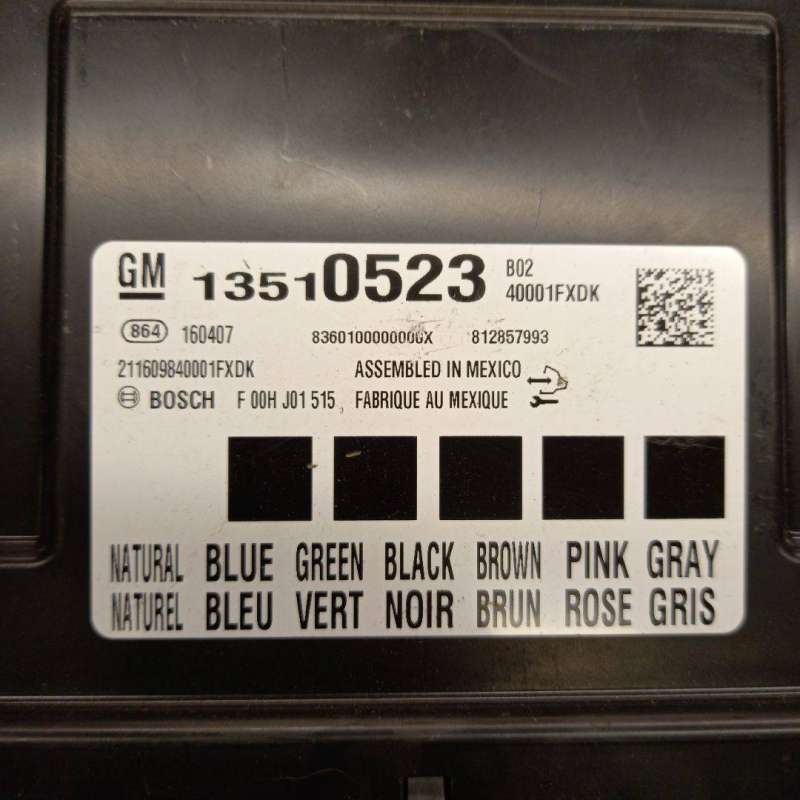 GM 13510523 B02
40001FXDK
864 160407 836010000000X 812857993
211609840001FXDK ASSEMBLED IN MEXICO
BOSCH F 00H J01 515 FABRIQUE AU MEXIQUE
NATURAL BLUE GREEN BLACK BROWN PINK GRAY
NATUREL BLEU VERT NOIR BRUN ROSE GRIS